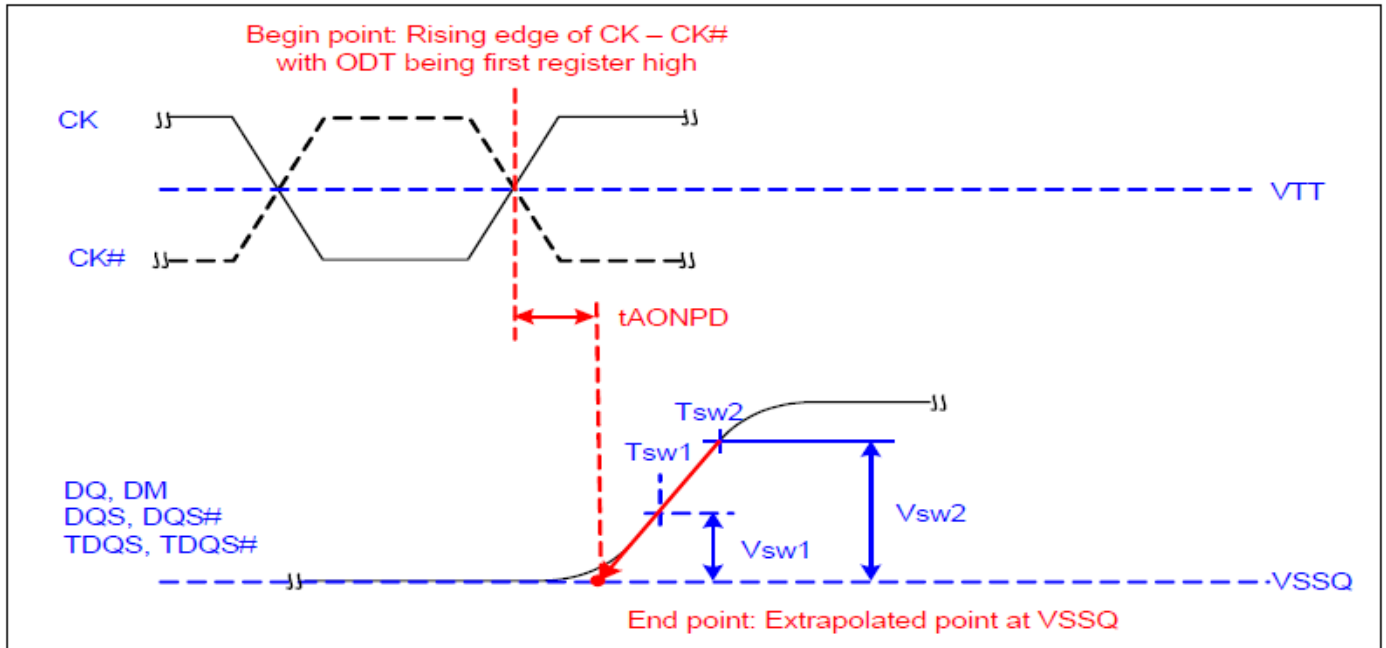 Begin point: Rising edge of CK – CK#
with ODT being first register high
CK
VTT
CK#
tAONPD
Tsw2
Tsw1
DQ, DM
DQS, DQS#
TDQS, TDQS#
Vsw2
Vsw1
VSSQ
End point: Extrapolated point at VSSQ